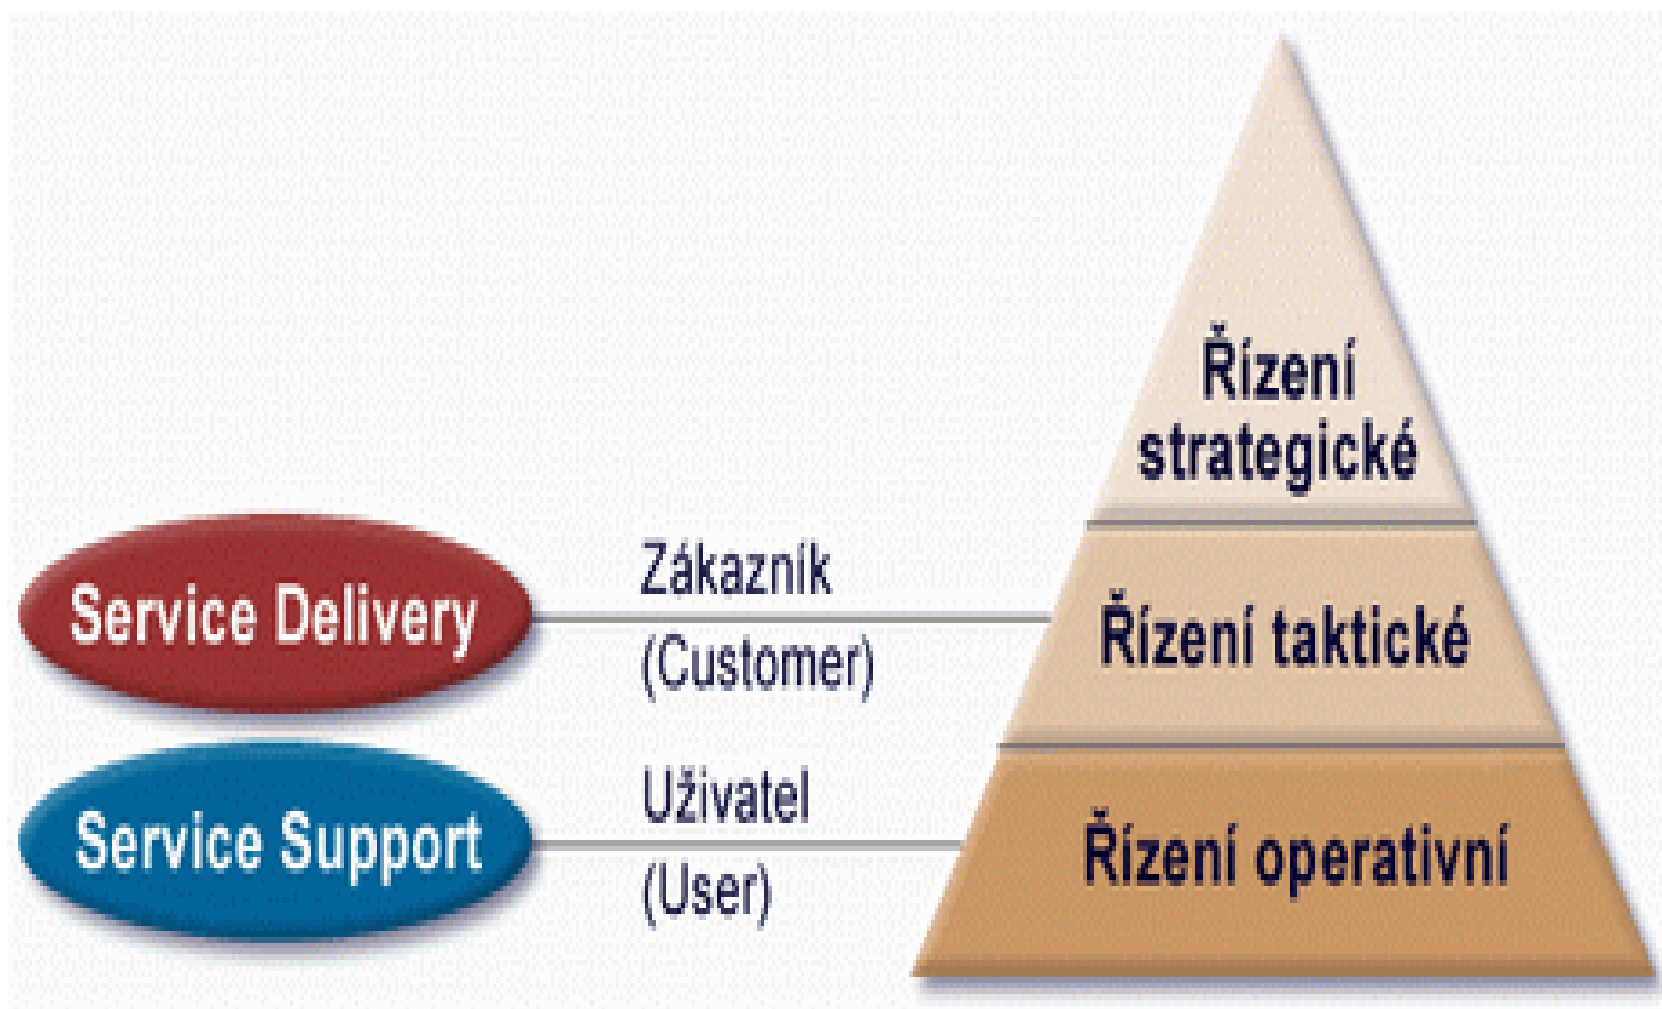 Řízení
strategické
Service Delivery
Zákazník
(Customer)
Řízení taktické
Service Support
Uživatel
(User)
Řízení operativní